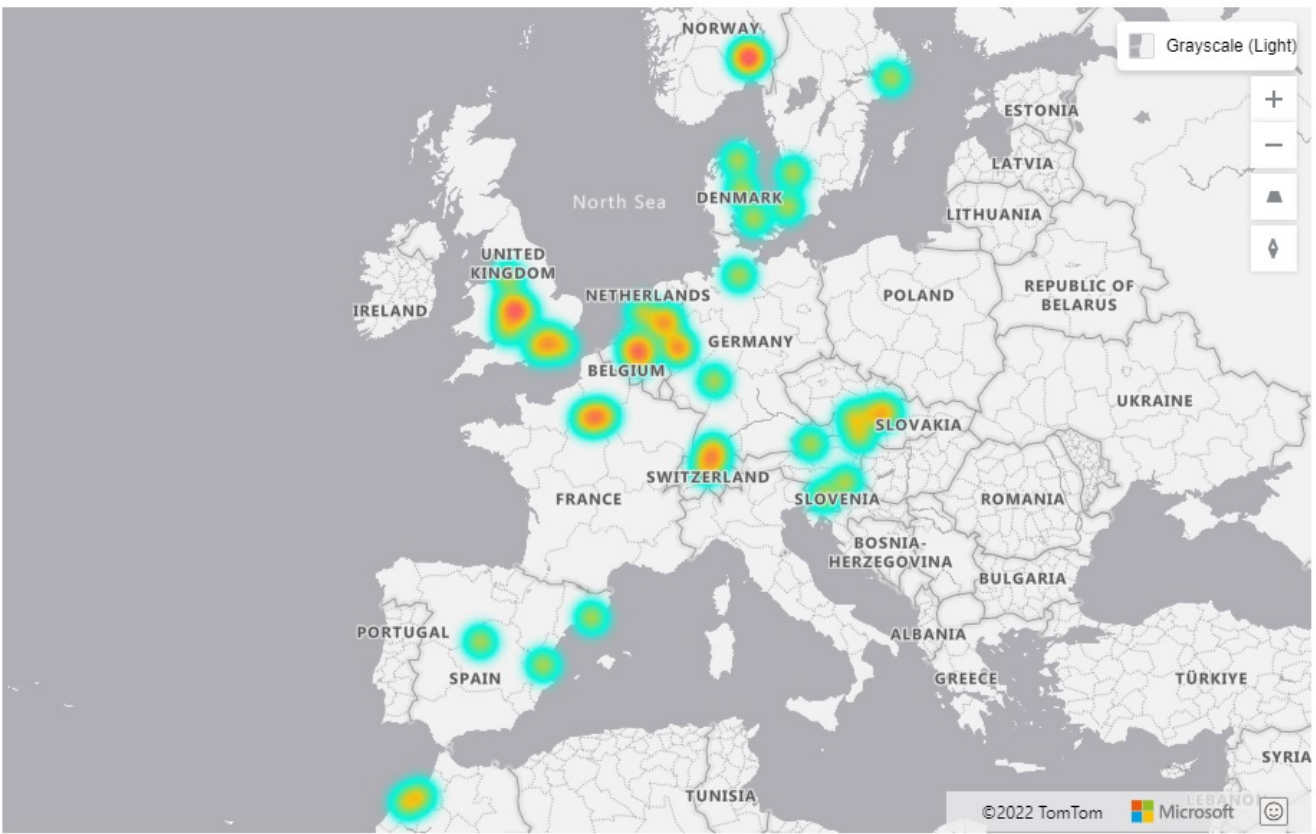 NORWAY
Grayscale (Light)
ESTONIA
LATVIA
North Sea
DENMARK
LITHUANIA
UNITED
KINGDOM
NETHERLANDS
POLAND
REPUBLIC OF
BELARUS
IRELAND
GERMANY
BELGIUM
UKRAINE
SLOVAKIA
SWITZERLAND
FRANCE
SLOVENIA
ROMANIA
BOSNIA-
HERZEGOVINA
BULGARIA
PORTUGAL
ALBANIA
SPAIN
GREECE
TÜRKIYE
SYRIA
TUNISIA
LEBANON
©2022 TomTom
Microsoft